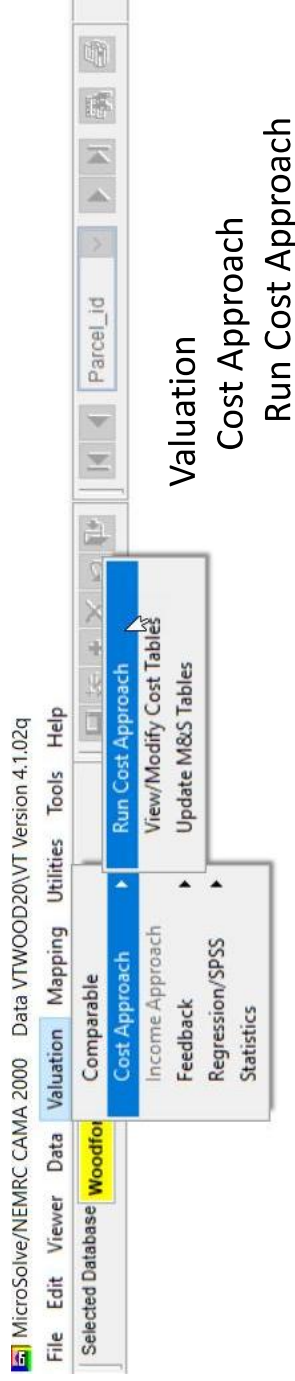 MicroSolve/NEMRC CAMA 2000 Data VTWOOD20\VT Version 4.1.02q
File Edit Viewer Data Valuation Mapping Utilities Tools Help
Selected Database Woodfor
Parcel_id
Comparable
Cost Approach
Income Approach
Feedback
Regression/SPSS
Statistics
Run Cost Approach
View/Modify Cost Tables
Update M&S Tables
Valuation
Cost Approach
Run Cost Approach